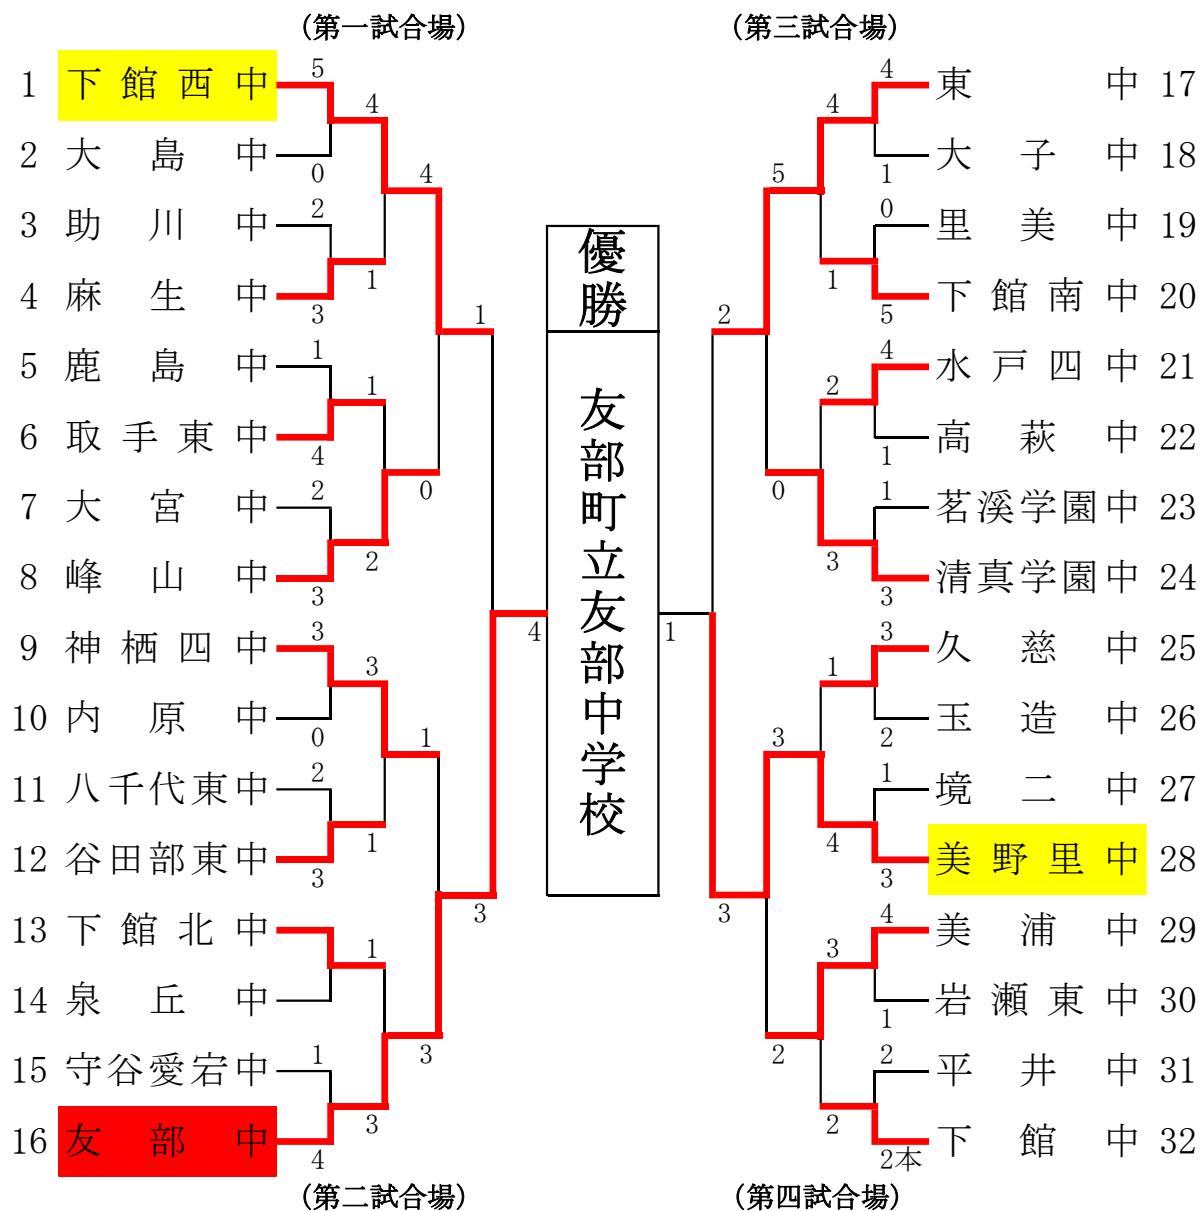 (第一試合場)
1 下館西中 5
4
2 大島中 0
4
3 助川中 2
1
4 麻生中 3
1
5 鹿島中 1
1
6 取手東中 4
0
7 大宮中 2
2
8 峰山中 3
4
9 神栖四中 3
3
10 内原中 0
1
11 八千代東中 2
1
12 谷田部東中 3
3
13 下館北中
1
14 泉丘中
3
15 守谷愛宕中 1
3
16 友部中 4
(第二試合場)
優勝
友部町立友部中学校
(第三試合場)
4 東中 17
4
1 大子中 18
5
0 里美中 19
1
5 下館南中 20
2
4 水戸四中 21
2
1 高萩中 22
0
1 茗溪学園中 23
3
3 清真学園中 24
1
3 久慈中 25
1
2 玉造中 26
3
1 境二中 27
4
3 美野里中 28
3
4 美浦中 29
3
1 岩瀬東中 30
2
2 平井中 31
2
2本 下館中 32
(第四試合場)